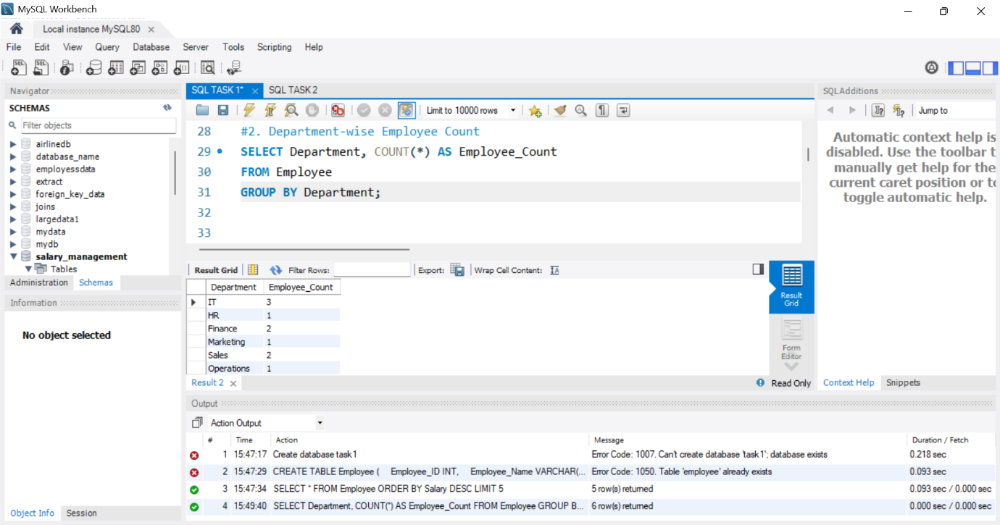 MySQL Workbench
Local instance MySQL80
File Edit View Query Database Server Tools Scripting Help
Navigator
SCHEMAS
Filter objects
airlinedb
database_name
employessdata
extract
foreign_key_data
joins
largedata1
mydata
mydb
salary_management
Tables
Administration Schemas
Information
No object selected
Object Info Session
SQL TASK 1* SQL TASK 2
Limit to 10000 rows
28 #2. Department-wise Employee Count
29 SELECT Department, COUNT(*) AS Employee_Count
30 FROM Employee
31 GROUP BY Department;
32
33
Result Grid Filter Rows: Export: Wrap Cell Content:
Department Employee_Count
IT 3
HR 1
Finance 2
Marketing 1
Sales 2
Operations 1
Result Grid
Form Editor
Result 2 Read Only
SQLAdditions
Jump to
Automatic context help is
disabled. Use the toolbar t
manually get help for the
current caret position or to
toggle automatic help.
Context Help Snippets
Output
Action Output
# Time Action Message Duration / Fetch
1 15:47:17 Create database task1 Error Code: 1007. Can't create database 'task1'; database exists 0.218 sec
2 15:47:29 CREATE TABLE Employee ( Employee_ID INT, Employee_Name VARCHAR(... Error Code: 1050. Table 'employee' already exists 0.093 sec
3 15:47:34 SELECT * FROM Employee ORDER BY Salary DESC LIMIT 5 5 row(s) returned 0.093 sec / 0.000 sec
4 15:49:40 SELECT Department, COUNT(*) AS Employee_Count FROM Employee GROUP B... 6 row(s) returned 0.000 sec / 0.000 sec